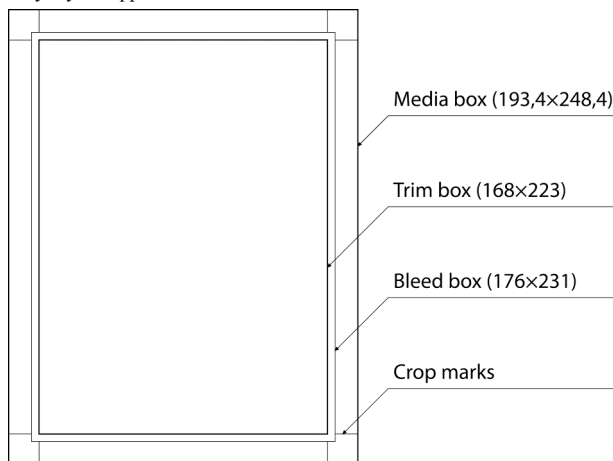 Media box (193,4×248,4)
Trim box (168×223)
Bleed box (176×231)
Crop marks